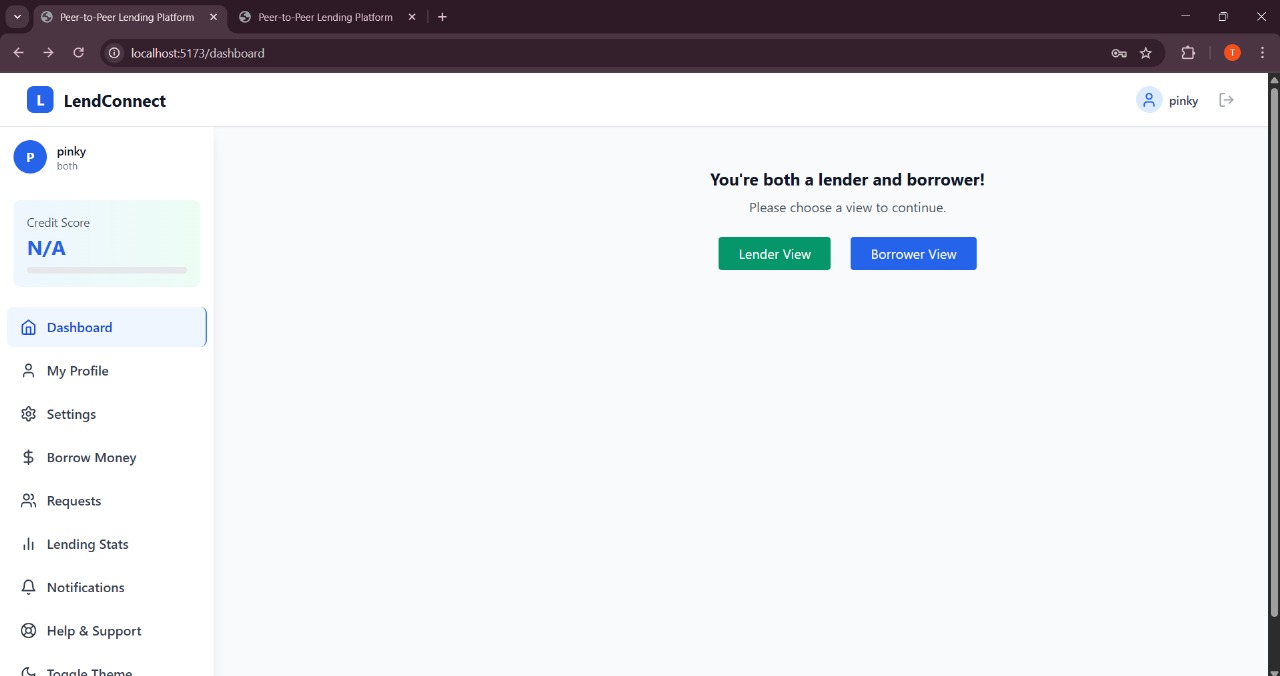 Peer-to-Peer Lending Platform
Peer-to-Peer Lending Platform
localhost:5173/dashboard
T
L
LendConnect
pinky
P
pinky
both
Credit Score
N/A
You're both a lender and borrower!
Please choose a view to continue.
Lender View
Borrower View
Dashboard
My Profile
Settings
Borrow Money
Requests
Lending Stats
Notifications
Help & Support
Toggle Theme